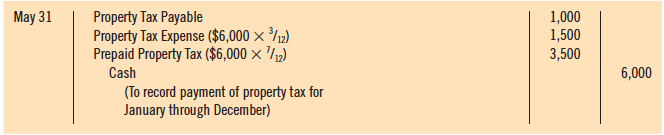 May 31 Property Tax Payable 1,000
Property Tax Expense ($6,000 × 3/12) 1,500
Prepaid Property Tax ($6,000 × 7/12) 3,500
Cash 6,000
(To record payment of property tax for
January through December)